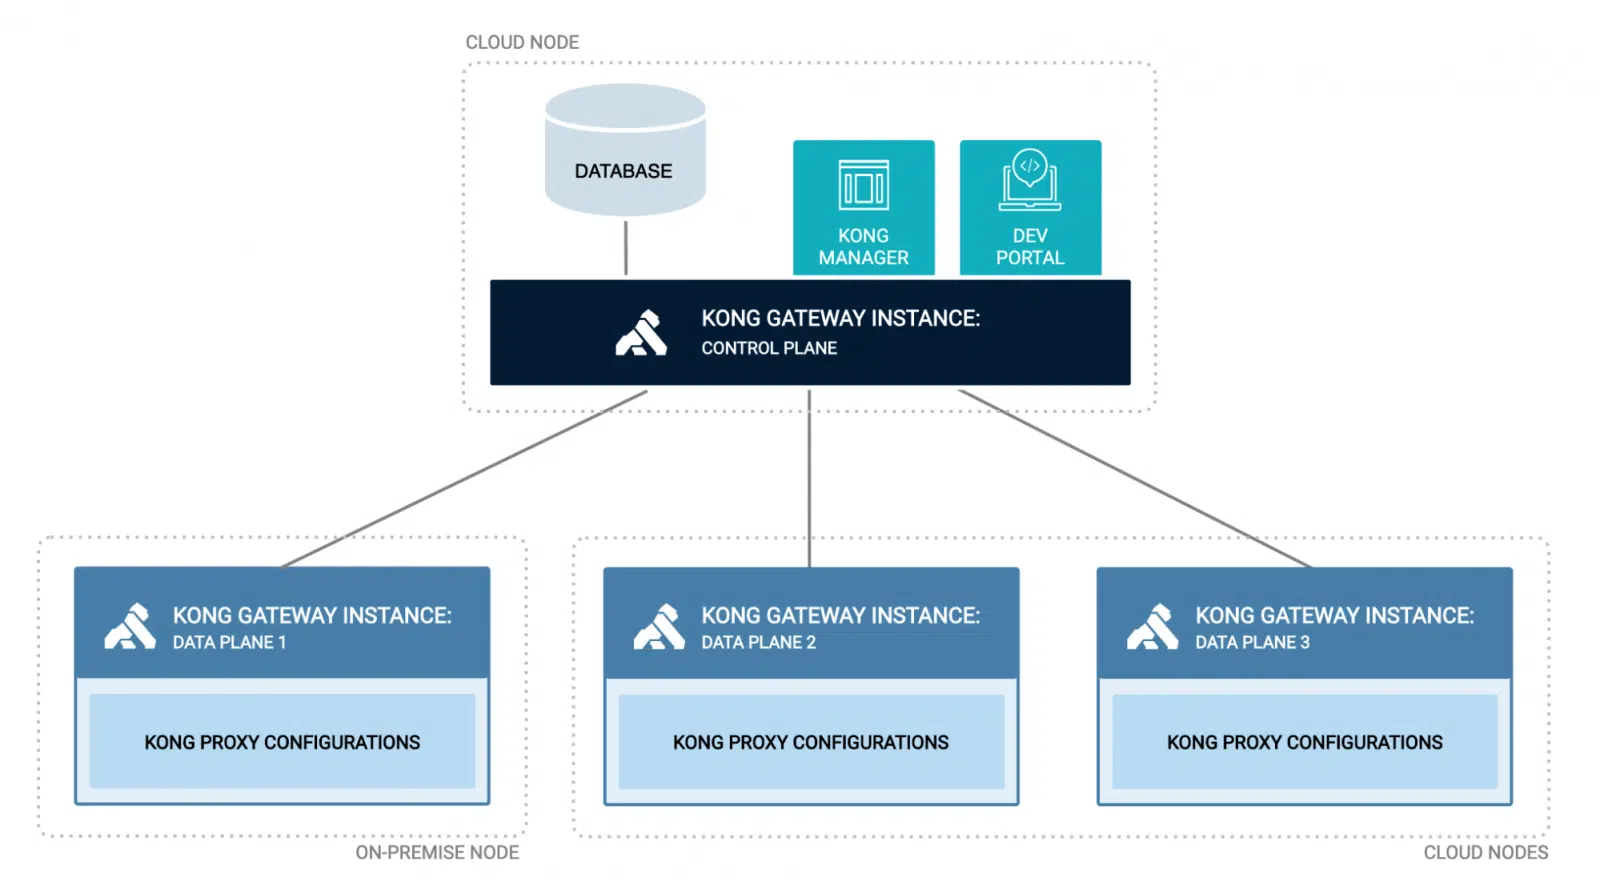 CLOUD NODE
DATABASE
KONG
MANAGER
DEV
PORTAL
KONG GATEWAY INSTANCE:
CONTROL PLANE
KONG GATEWAY INSTANCE:
DATA PLANE 1
KONG PROXY CONFIGURATIONS
ON-PREMISE NODE
KONG GATEWAY INSTANCE:
DATA PLANE 2
KONG PROXY CONFIGURATIONS
KONG GATEWAY INSTANCE:
DATA PLANE 3
KONG PROXY CONFIGURATIONS
CLOUD NODES